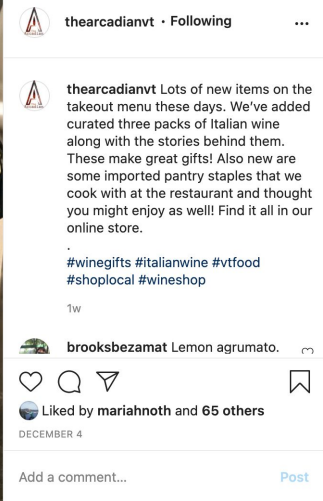 thearcadianvt • Following
thearcadianvt Lots of new items on the
takeout menu these days. We've added
curated three packs of Italian wine
along with the stories behind them.
These make great gifts! Also new are
some imported pantry staples that we
cook with at the restaurant and thought
you might enjoy as well! Find it all in our
online store.
.
#winegifts #italianwine #vtfood
#shoplocal #wineshop
1w
brooksbezamat Lemon agrumato.
Liked by mariahnoth and 65 others
DECEMBER 4
Add a comment...
Post